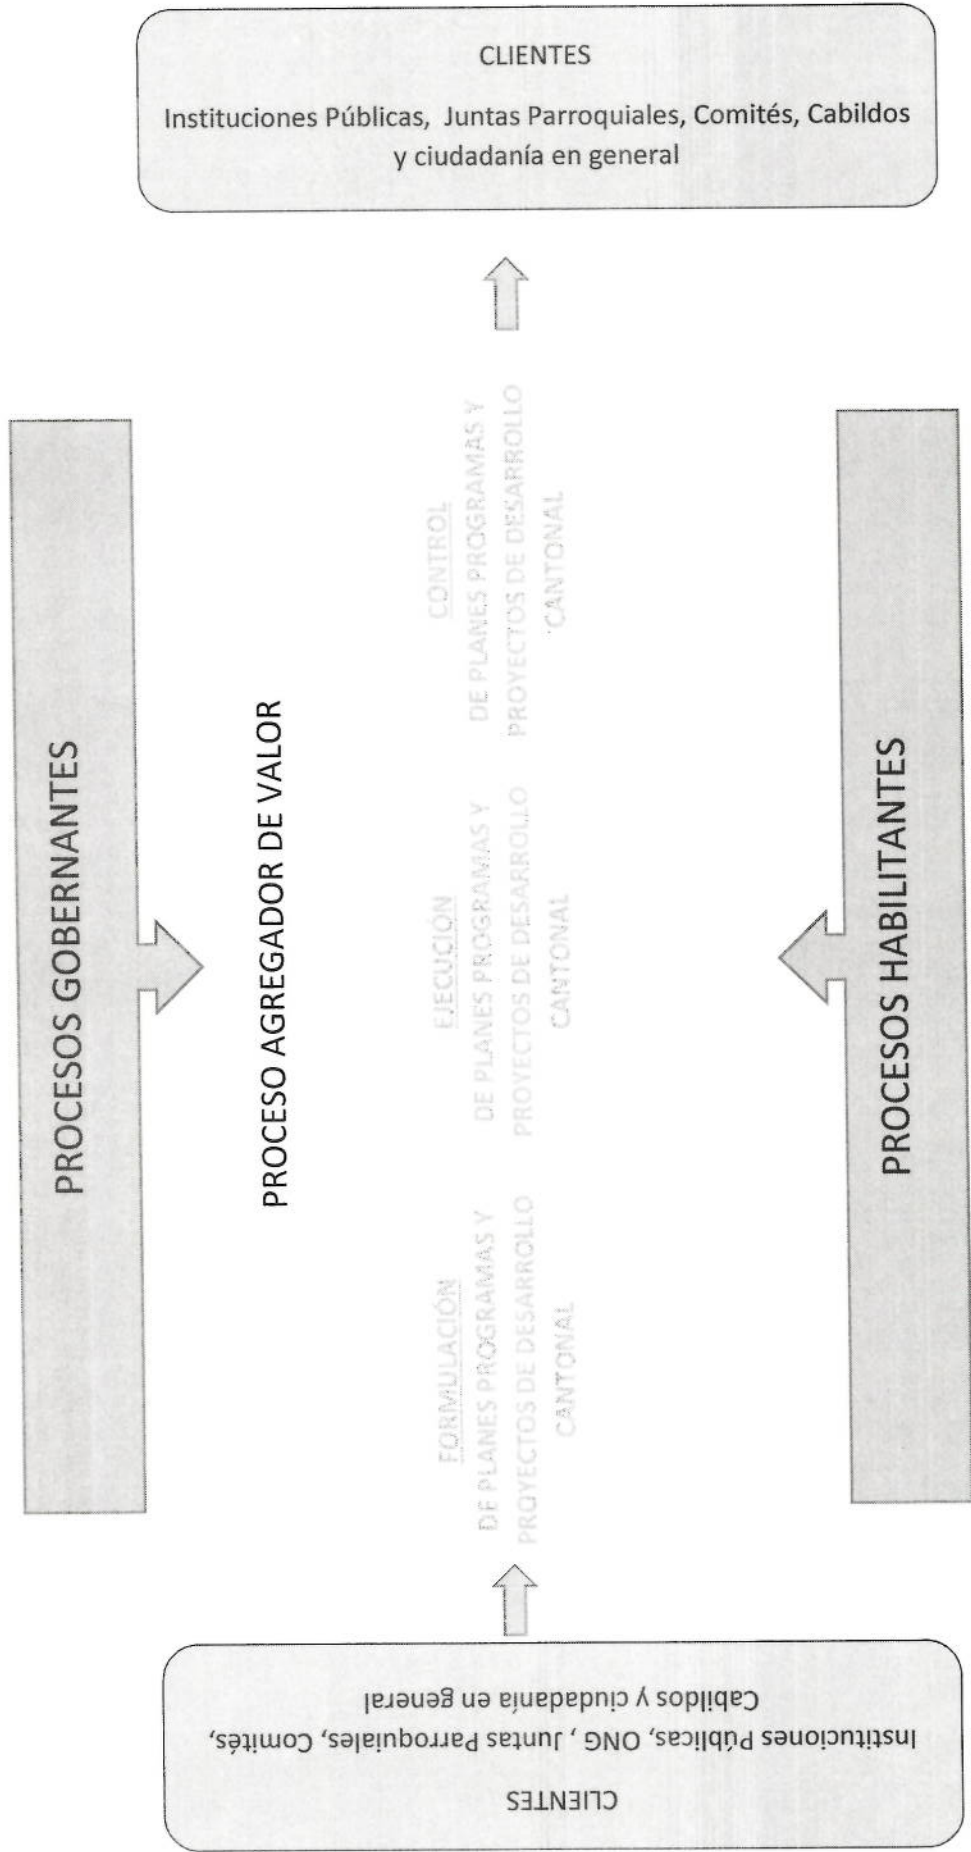 PROCESOS GOBERNANTES
PROCESO AGREGADOR DE VALOR
CLIENTES
Instituciones Públicas, ONG , Juntas Parroquiales, Comités,
Cabildos y ciudadanía en general
FORMULACIÓN
DE PLANES PROGRAMAS Y
PROYECTOS DE DESARROLLO
CANTONAL
EJECUCIÓN
DE PLANES PROGRAMAS Y
PROYECTOS DE DESARROLLO
CANTONAL
CONTROL
DE PLANES PROGRAMAS Y
PROYECTOS DE DESARROLLO
CANTONAL
CLIENTES
Instituciones Públicas, Juntas Parroquiales, Comités, Cabildos
y ciudadanía en general
PROCESOS HABILITANTES